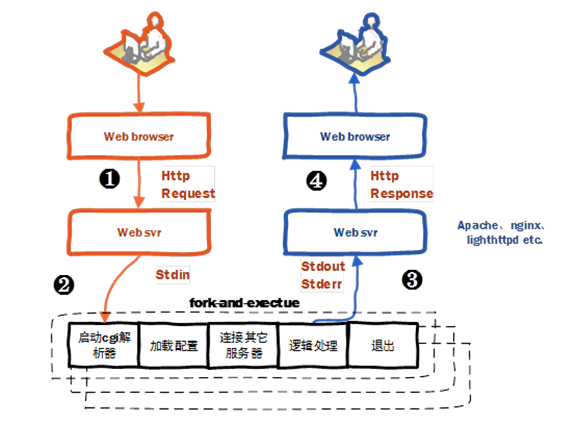 Web browser
Web browser
❶
Http
Request
❹
Http
Response
Web svr
Web svr
Apache、nginx、
lighthttpd etc.
❷
Stdin
Stdout
Stderr
❸
fork-and-exectue
启动cgi解
析器
加载配置
连接其它
服务器
逻辑处理
退出